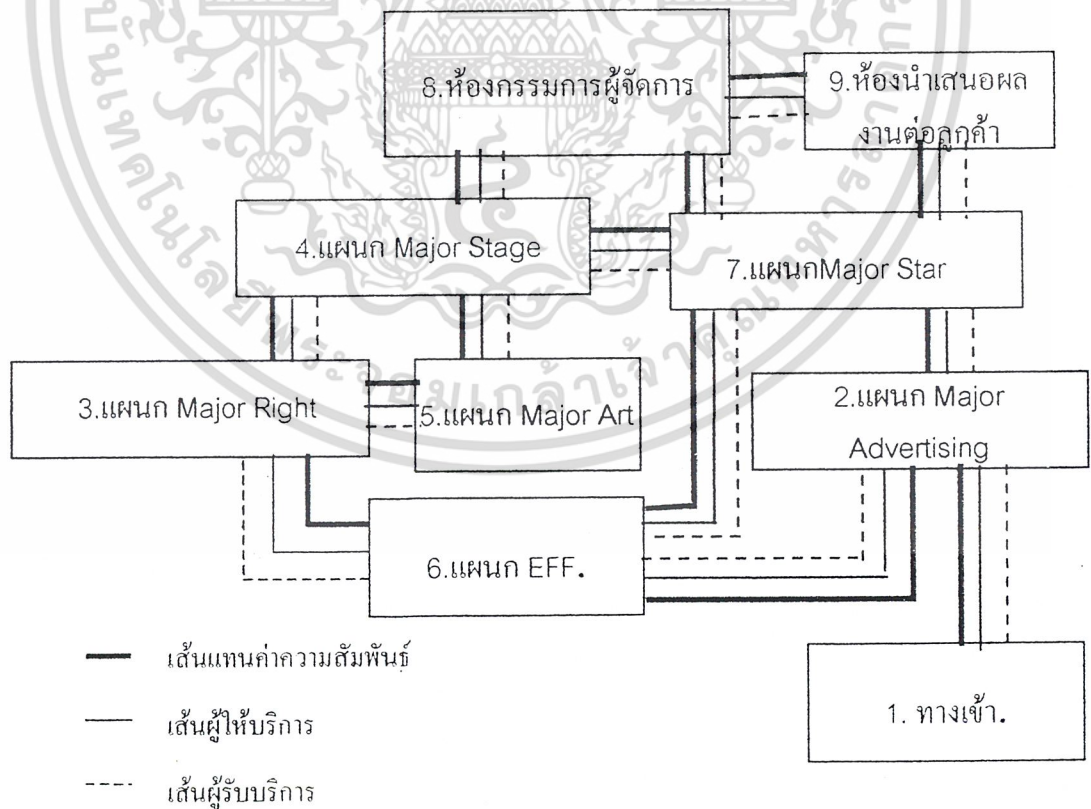 8.ห้องกรรมการผู้จัดการ
9.ห้องนำเสนอผล
งานต่อลูกค้า
4.แผนก Major Stage
7.แผนกMajor Star
3.แผนก Major Right
5.แผนก Major Art
2.แผนก Major
Advertising
6.แผนก EFF.
1. ทางเข้า.
เส้นแทนค่าความสัมพันธ์
เส้นผู้ให้บริการ
เส้นผู้รับบริการ